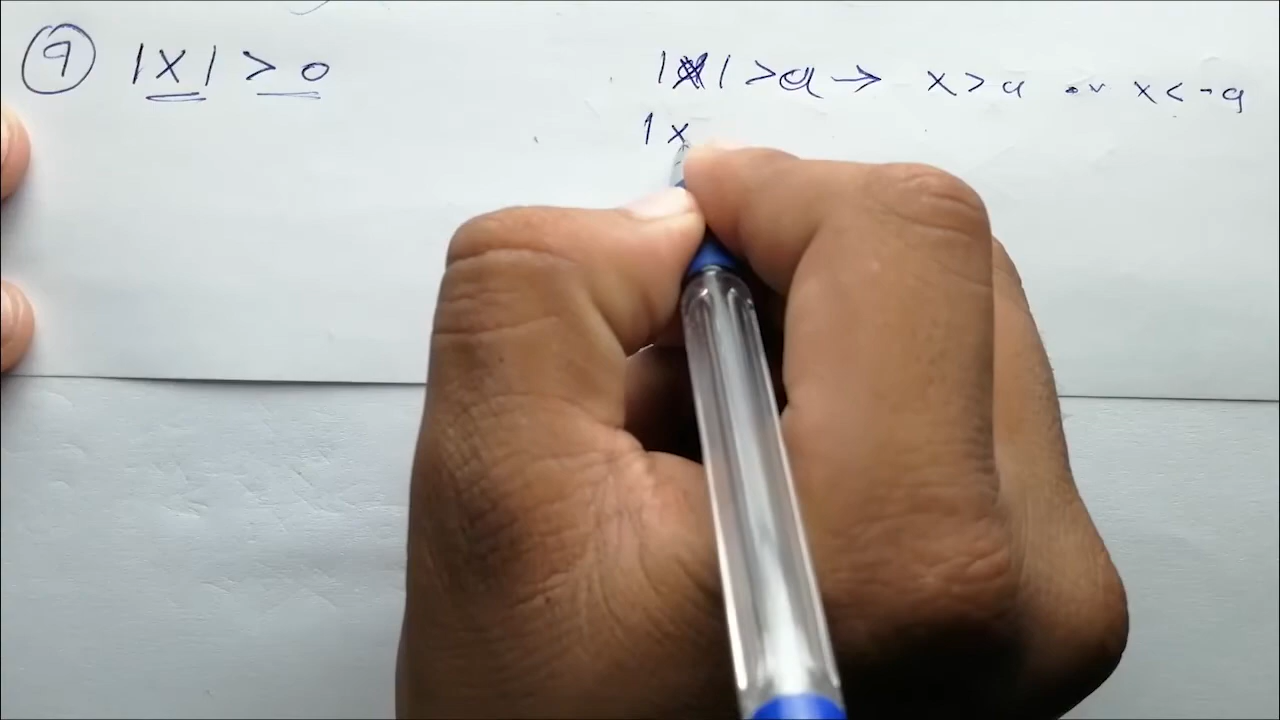 ⑨ |x| > 0
|x| > a → x > a or x < -a
|x